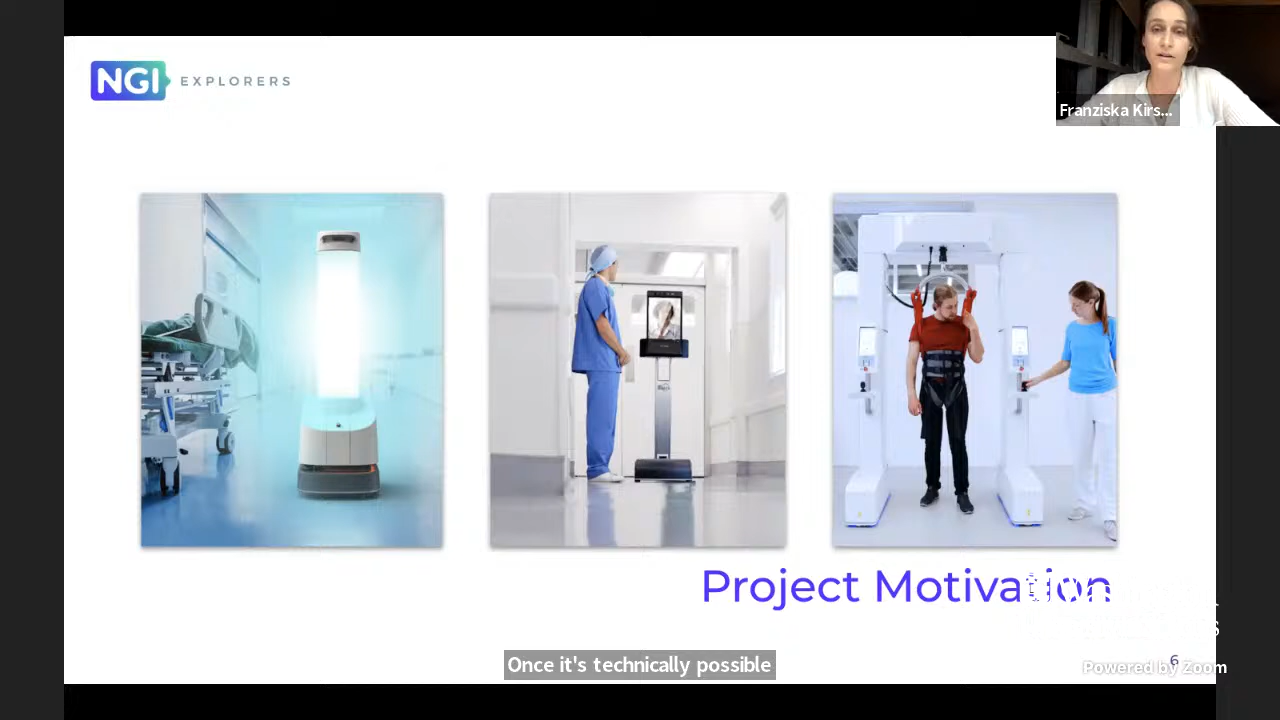 NGI EXPLORERS
Franziska Kirs...
Project Motivation
Once it's technically possible
6
Powered by Zoom